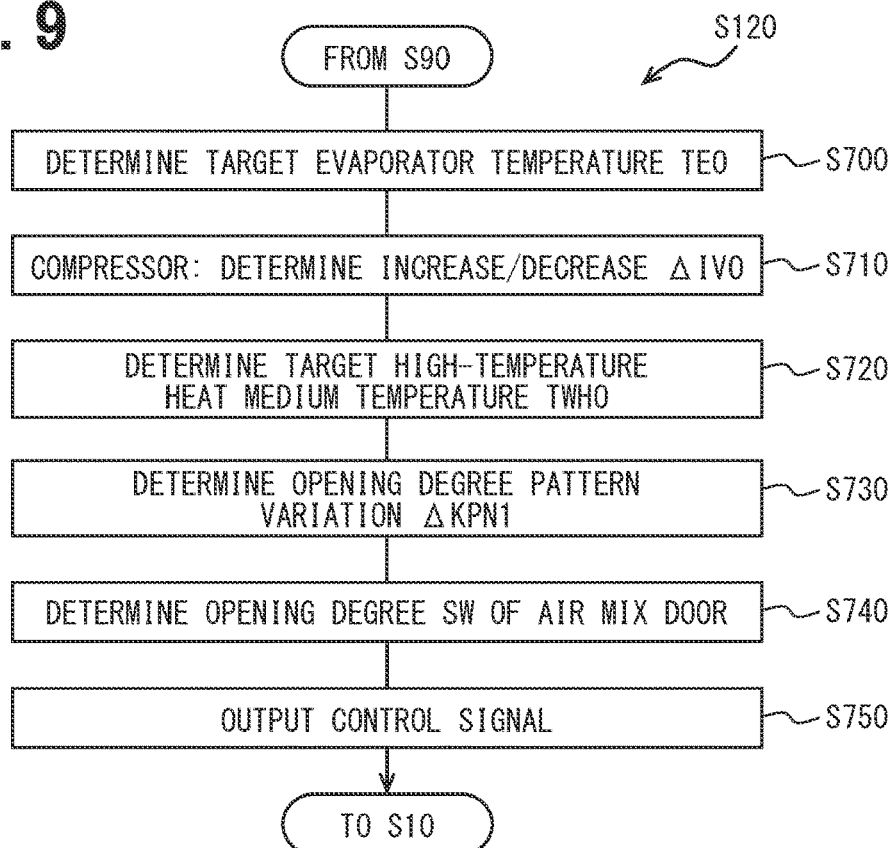 . 9
S120
FROM S90
DETERMINE TARGET EVAPORATOR TEMPERATURE TEO
S700
COMPRESSOR: DETERMINE INCREASE/DECREASE ΔIVO
S710
DETERMINE TARGET HIGH-TEMPERATURE
HEAT MEDIUM TEMPERATURE TWHO
S720
DETERMINE OPENING DEGREE PATTERN
VARIATION ΔKPN1
S730
DETERMINE OPENING DEGREE SW OF AIR MIX DOOR
S740
OUTPUT CONTROL SIGNAL
S750
TO S10